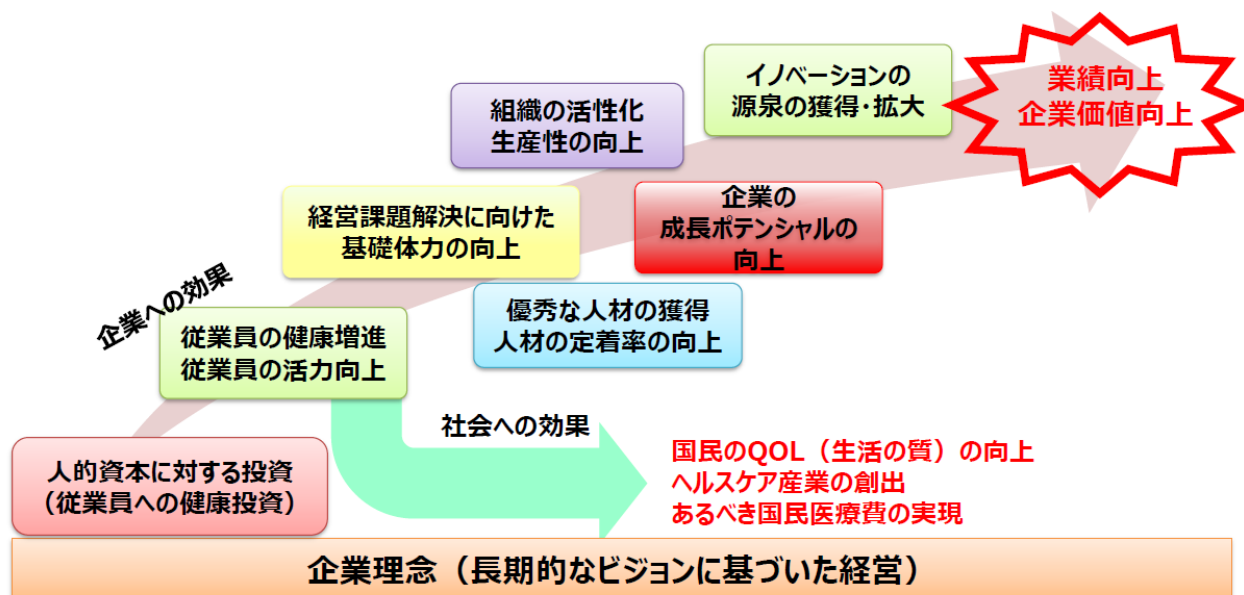 イノベーションの
源泉の獲得・拡大
業績向上
企業価値向上
組織の活性化
生産性の向上
経営課題解決に向けた
基礎体力の向上
企業の
成長ポテンシャルの
向上
企業への効果
優秀な人材の獲得
人材の定着率の向上
従業員の健康増進
従業員の活力向上
社会への効果
人的資本に対する投資
（従業員への健康投資）
国民のQOL（生活の質）の向上
ヘルスケア産業の創出
あるべき国民医療費の実現
企業理念（長期的なビジョンに基づいた経営）